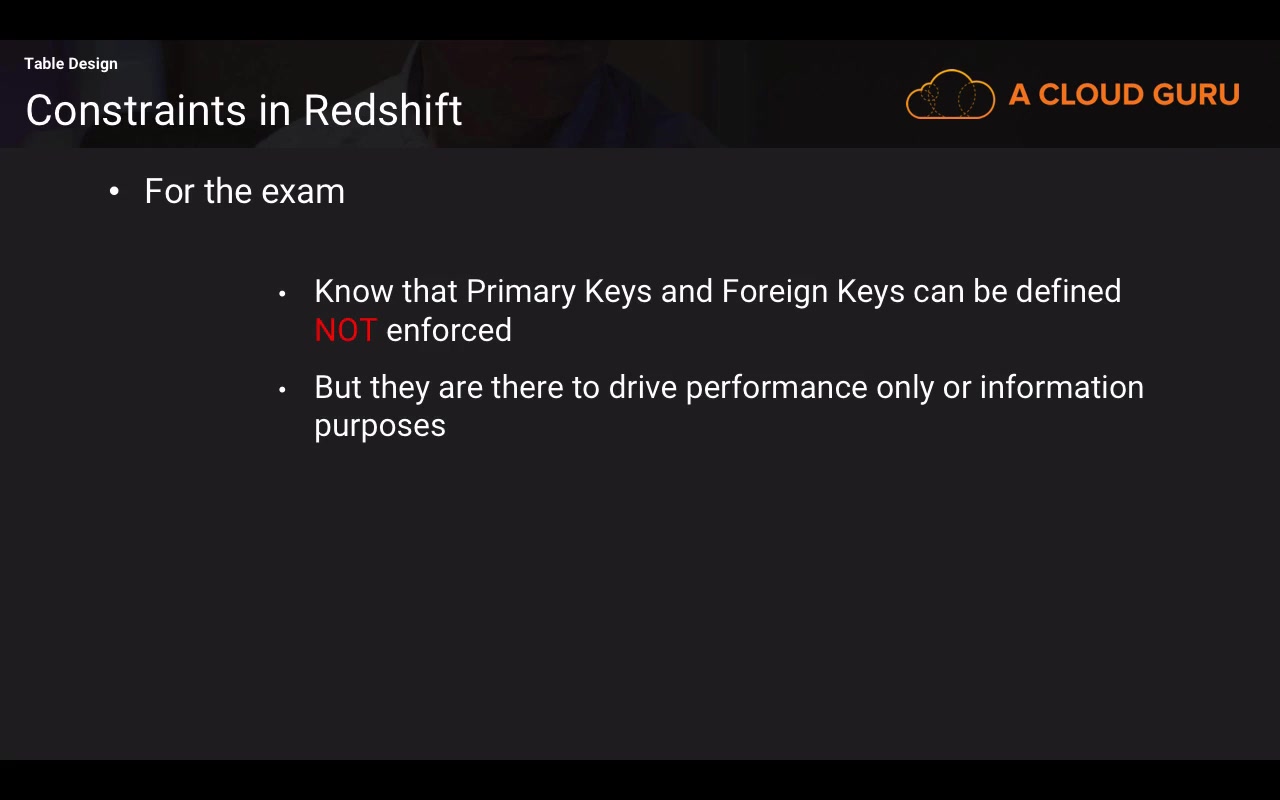 Table Design
Constraints in Redshift
A CLOUD GURU
• For the exam
• Know that Primary Keys and Foreign Keys can be defined
NOT enforced
• But they are there to drive performance only or information
purposes